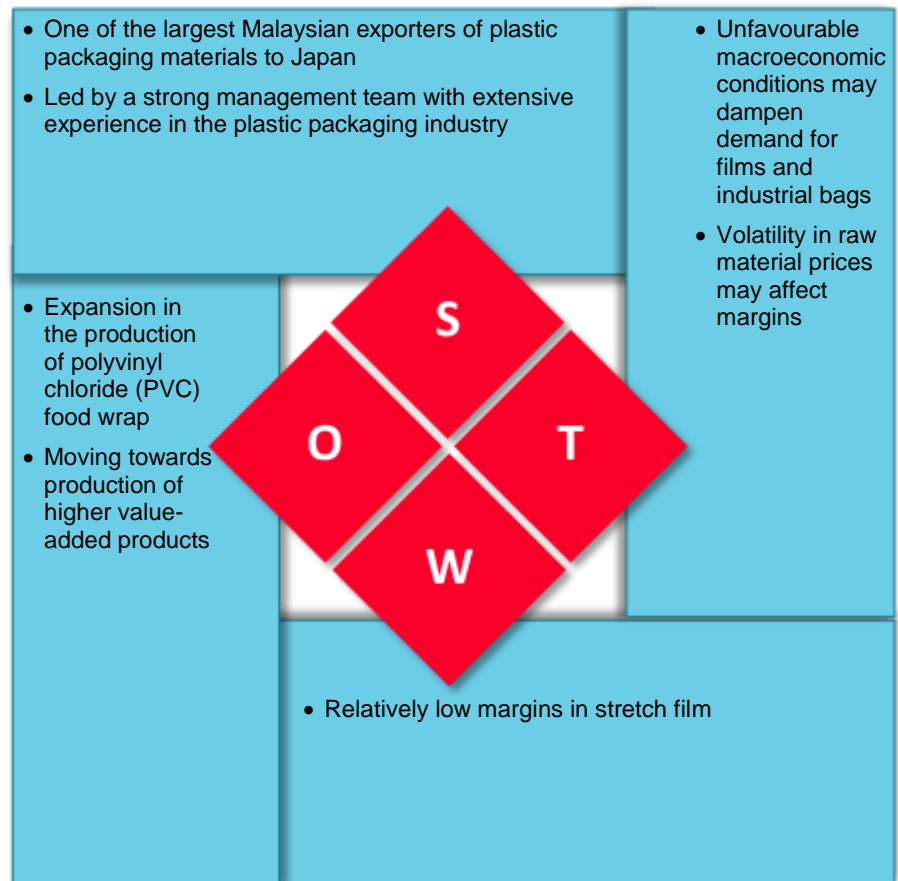 • One of the largest Malaysian exporters of plastic
packaging materials to Japan
• Led by a strong management team with extensive
experience in the plastic packaging industry
• Unfavourable
macroeconomic
conditions may
dampen
demand for
films and
industrial bags
• Volatility in raw
material prices
may affect
margins
• Expansion in
the production
of polyvinyl
chloride (PVC)
food wrap
• Moving towards
production of
higher value-
added products
S
O
T
W
• Relatively low margins in stretch film